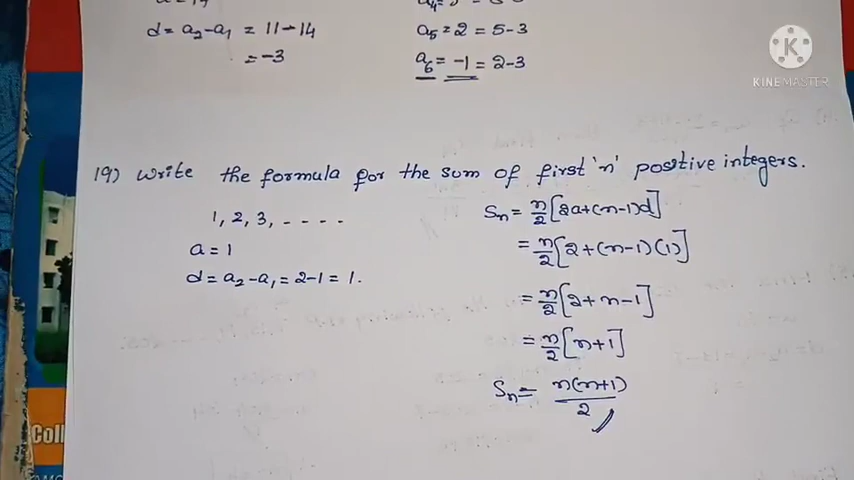 d = a₂-a₁ = 11-14
= -3
a₅ = 2 = 5-3
a₆ = -1 = 2-3
KINEMASTER
19) Write the formula for the sum of first 'n' positive integers.
1, 2, 3, - - - -
a = 1
d = a₂-a₁ = 2-1 = 1.
Sₙ = n/2 [2a+(n-1)d]
= n/2 [2+(n-1)(1)]
= n/2 [2+n-1]
= n/2 [n+1]
Sₙ = n(n+1)/2
Coll